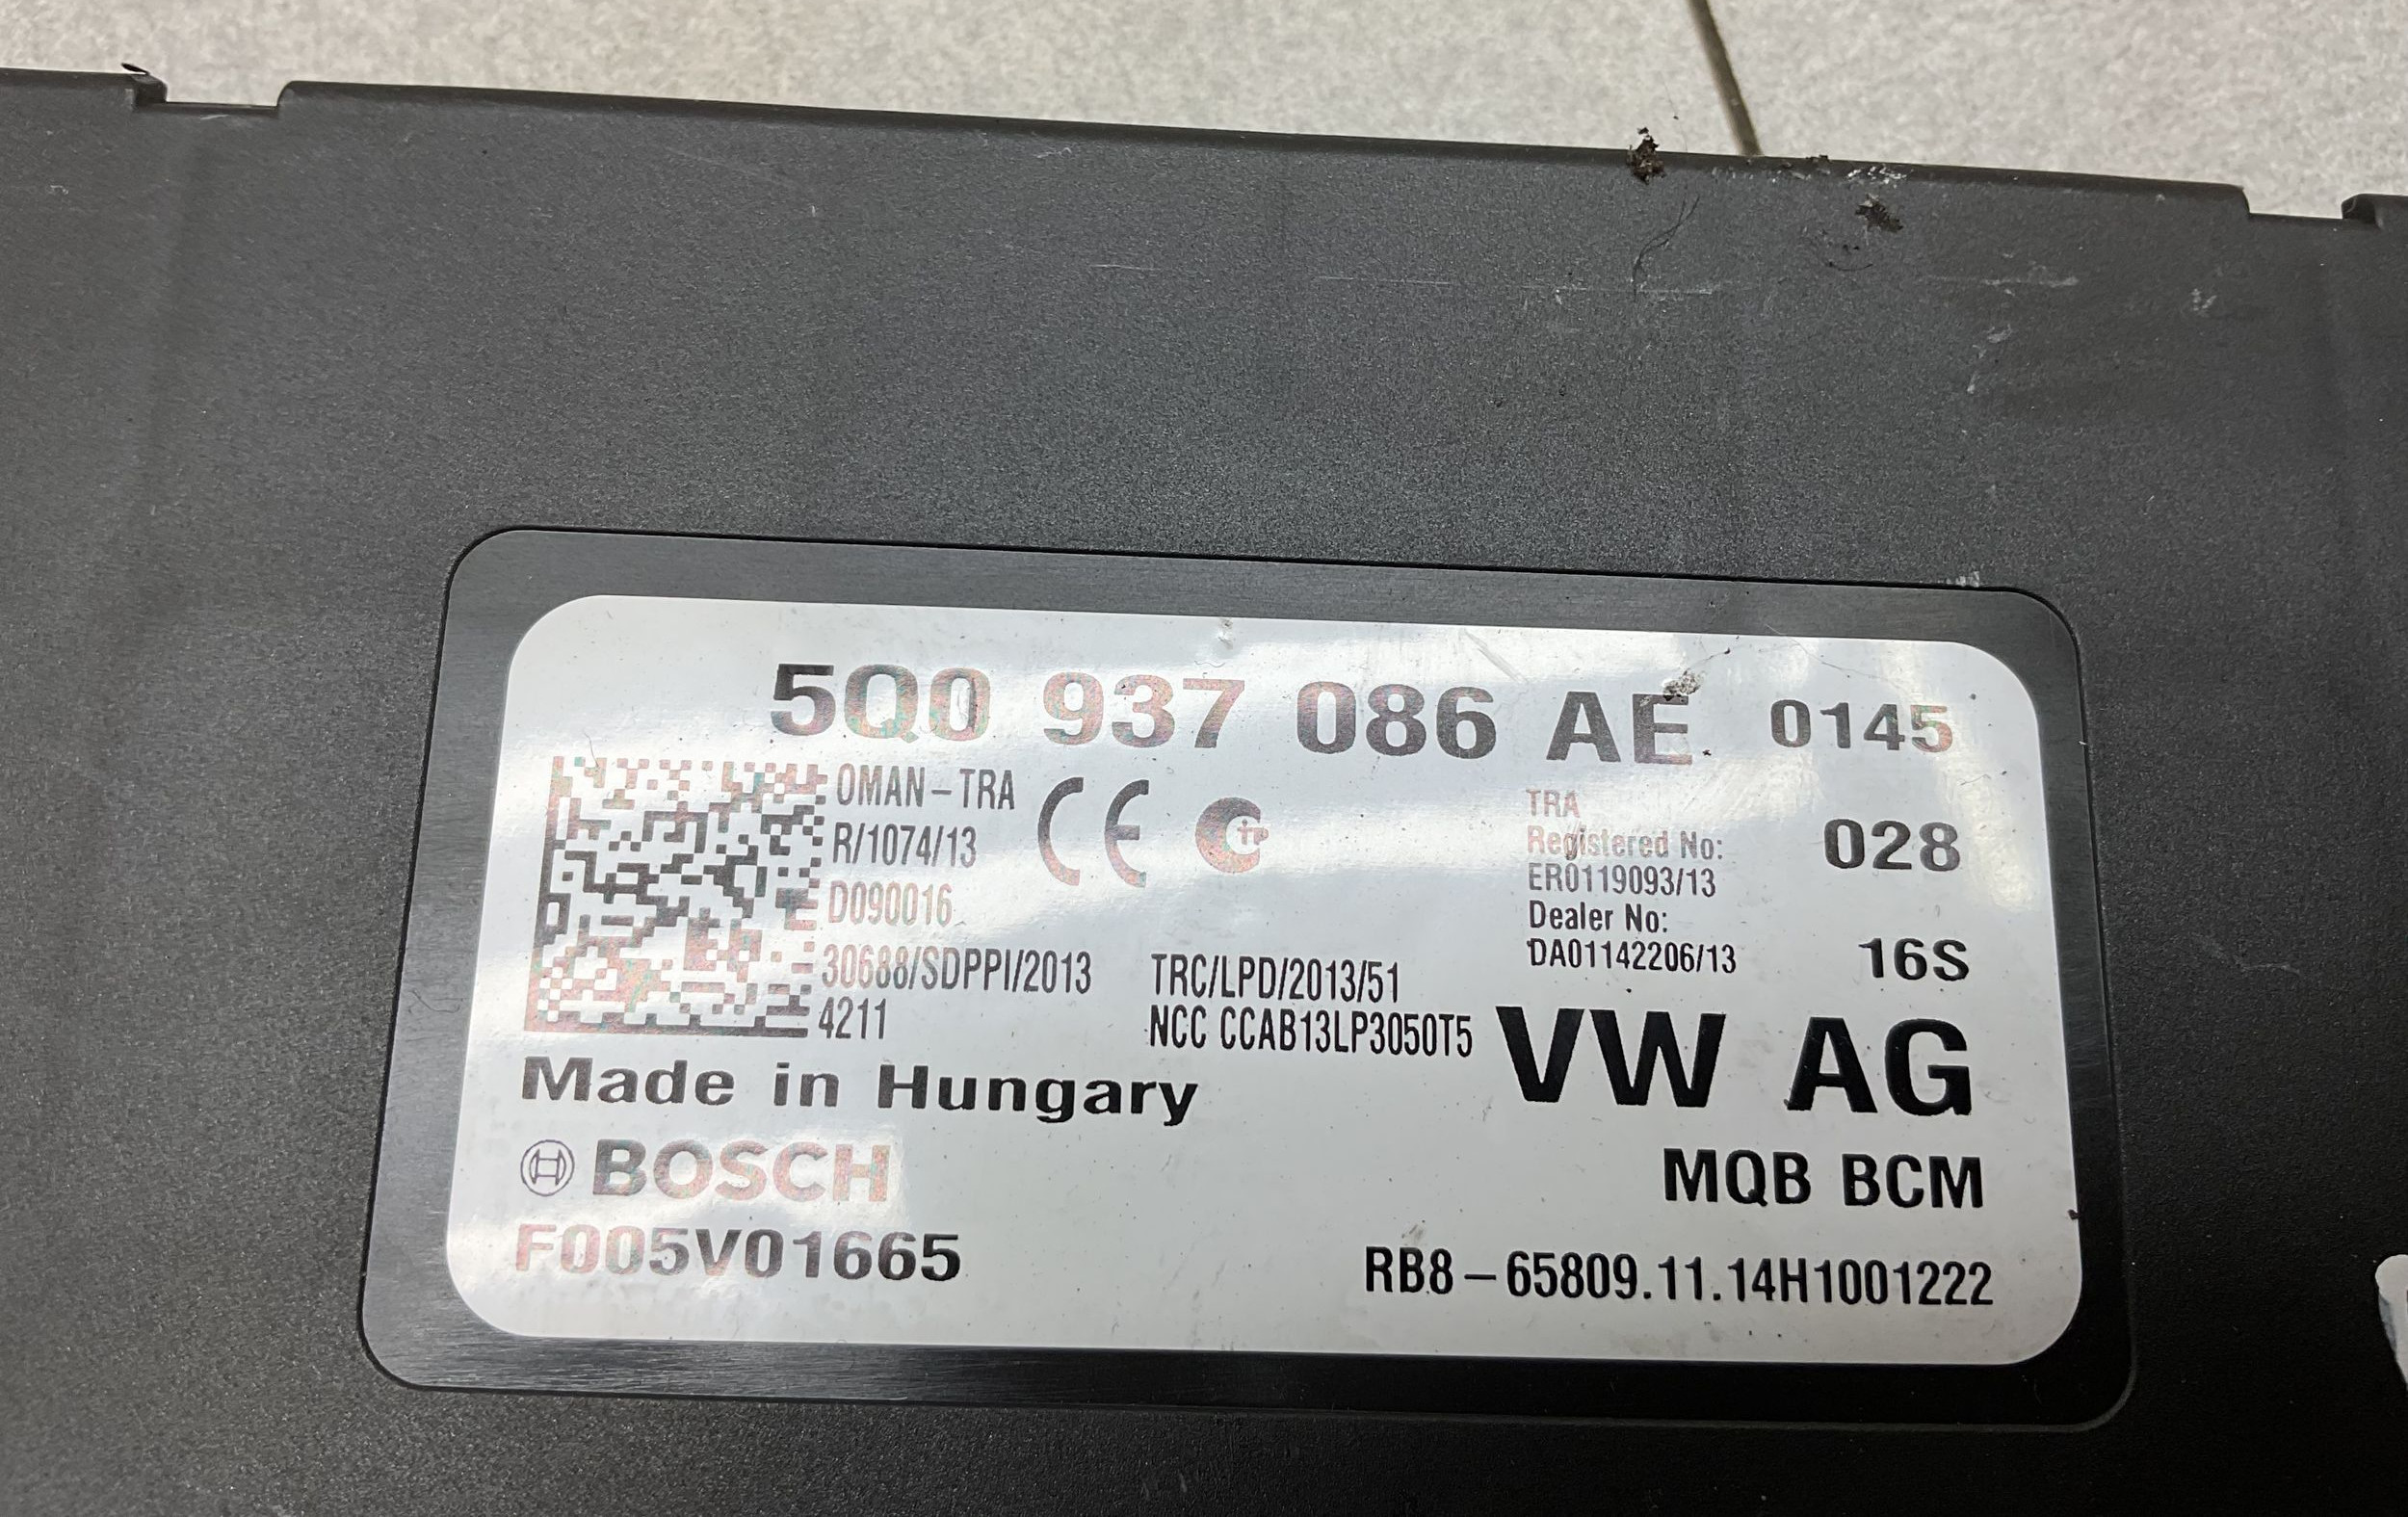 5Q0 937 086 AE 0145
OMAN-TRA
R/1074/13
D090016
30688/SDPPI/2013
4211
CE
TRC/LPD/2013/51
NCC CCAB13LP3050T5
TRA
Registered No:
ER0119093/13
Dealer No:
DA01142206/13
028
16S
VW AG
MQB BCM
Made in Hungary
BOSCH
F005V01665
RB8-65809.11.14H1001222